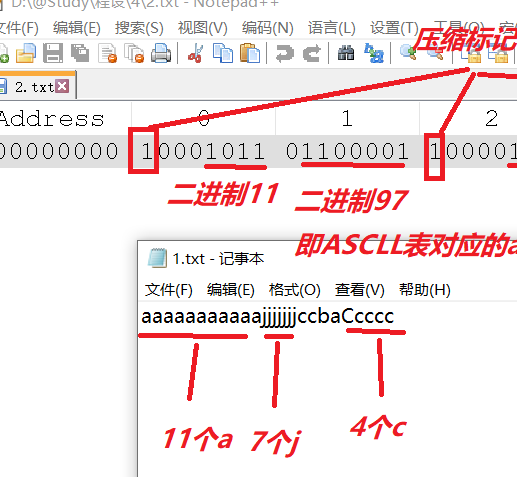 D:\@Study\程设\4\2.txt - Notepad++
文件(F) 编辑(E) 搜索(S) 视图(V) 编码(N) 语言(L) 设置(T) 工具(O)
压缩标记
2.txt
Address 0 1 2
00000000 10001011 01100001 100001
二进制11 二进制97
即ASCLL表对应的a
1.txt - 记事本
文件(F) 编辑(E) 格式(O) 查看(V) 帮助(H)
aaaaaaaaaaajjjjjjjccbaCcccc
11个a 7个j 4个c